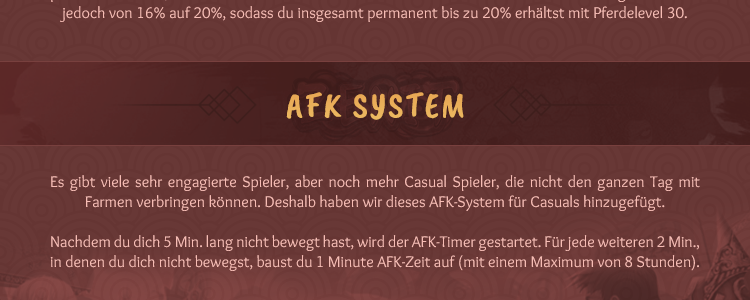 jedoch von 16% auf 20%, sodass du insgesamt permanent bis zu 20% erhältst mit Pferdelevel 30.
AFK SYSTEM
Es gibt viele sehr engagierte Spieler, aber noch mehr Casual Spieler, die nicht den ganzen Tag mit
Farmen verbringen können. Deshalb haben wir dieses AFK-System für Casuals hinzugefügt.
Nachdem du dich 5 Min. lang nicht bewegt hast, wird der AFK-Timer gestartet. Für jede weiteren 2 Min.,
in denen du dich nicht bewegst, baust du 1 Minute AFK-Zeit auf (mit einem Maximum von 8 Stunden).